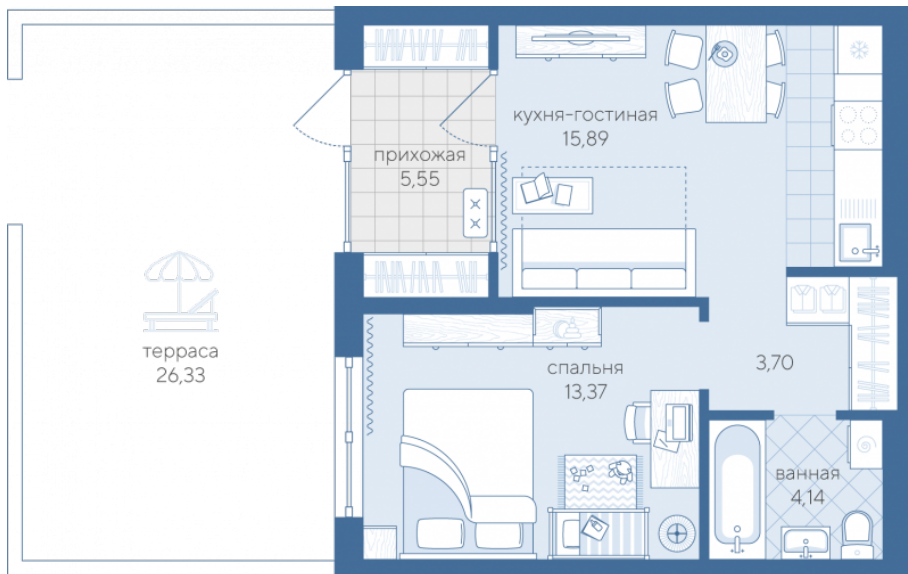 кухня-гостиная
15,89
прихожая
5,55
терраса
26,33
спальня
13,37
3,70
ванная
4,14